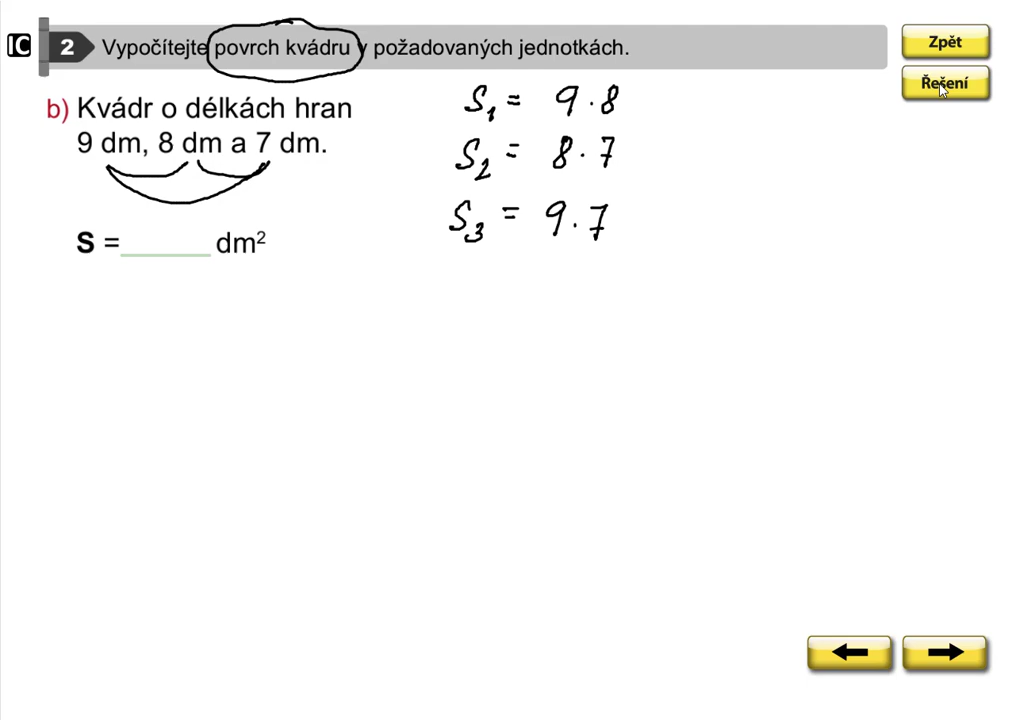 IC 2 Vypočítejte povrch kvádru v požadovaných jednotkách.
Zpět
Řešení
b) Kvádr o délkách hran
9 dm, 8 dm a 7 dm.
S = ______ dm²
S₁ = 9 · 8
S₂ = 8 · 7
S₃ = 9 · 7